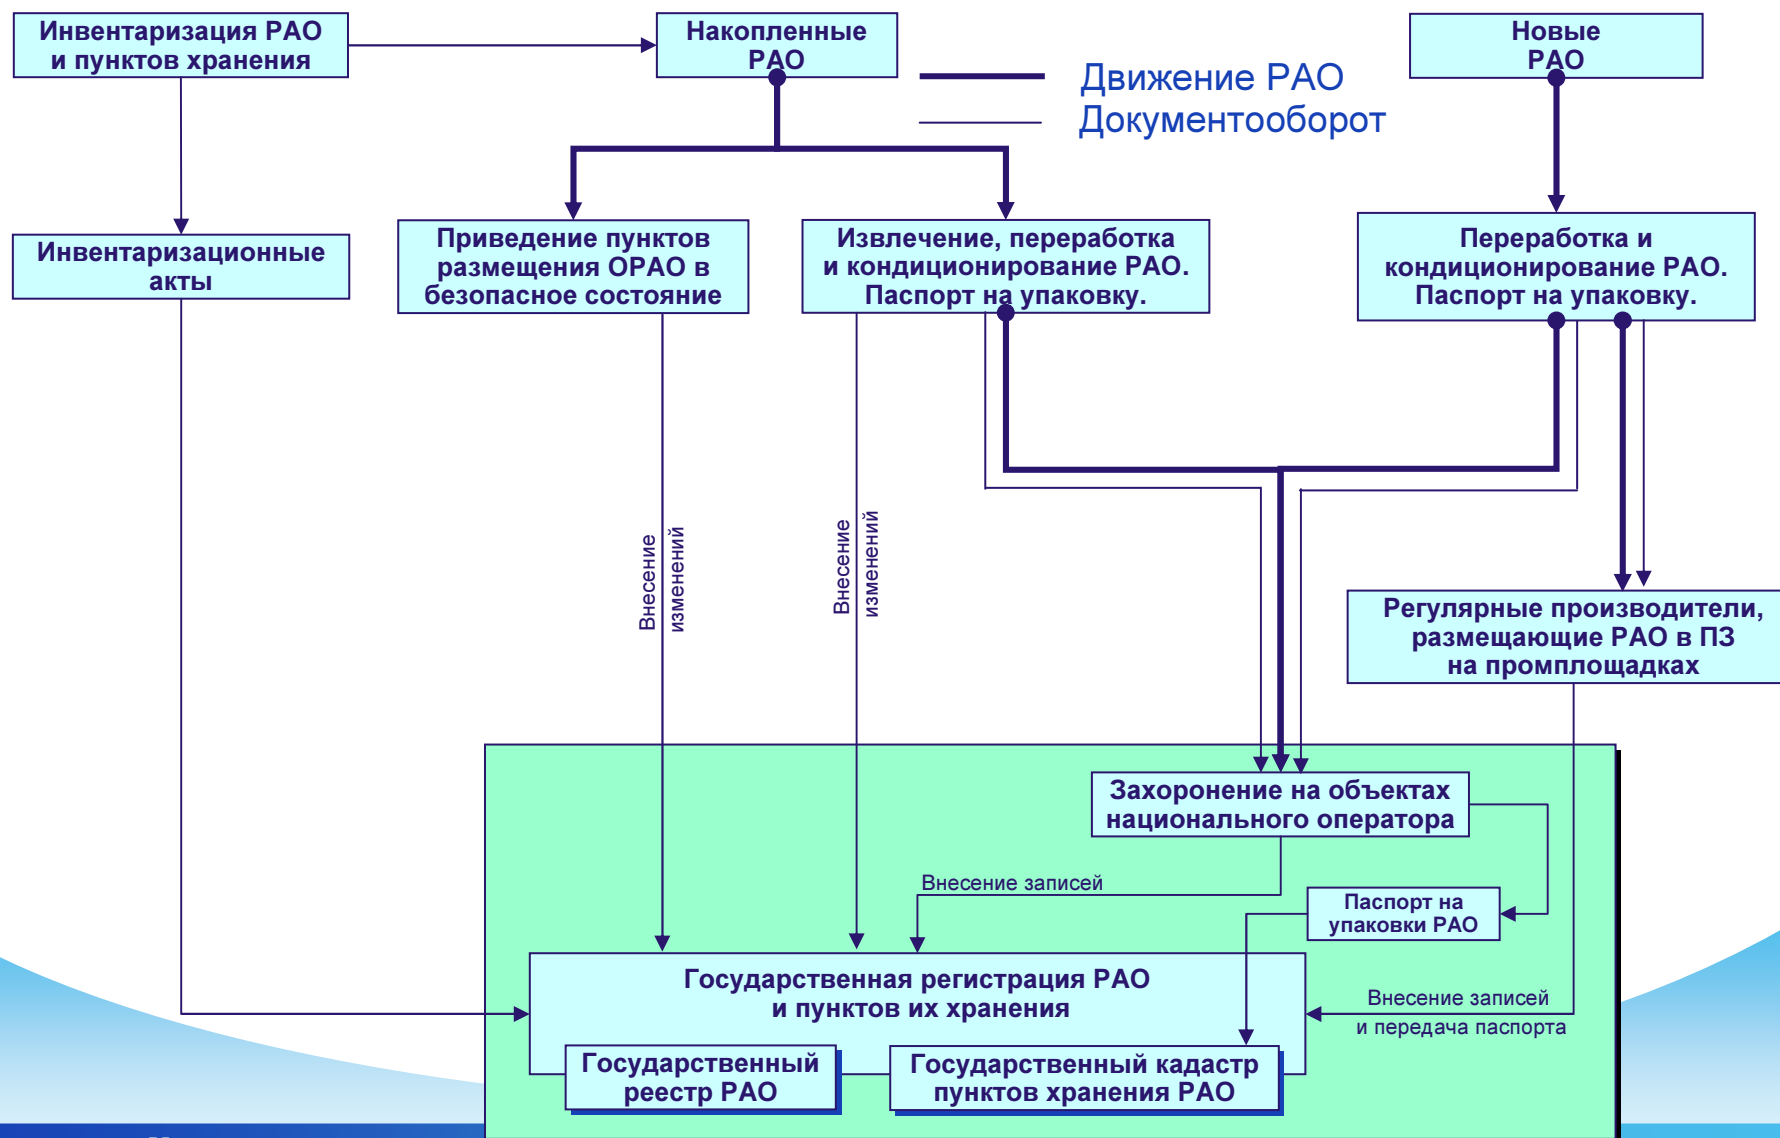 Инвентаризация РАО
и пунктов хранения
Накопленные
РАО
Новые
РАО
Движение РАО
Документооборот
Инвентаризационные
акты
Приведение пунктов
размещения ОРАО в
безопасное состояние
Извлечение, переработка
и кондиционирование РАО.
Паспорт на упаковку.
Переработка и
кондиционирование РАО.
Паспорт на упаковку.
Внесение
изменений
Внесение
изменений
Регулярные производители,
размещающие РАО в ПЗ
на промплощадках
Захоронение на объектах
национального оператора
Внесение записей
Паспорт на
упаковки РАО
Государственная регистрация РАО
и пунктов их хранения
Внесение записей
и передача паспорта
Государственный
реестр РАО
Государственный кадастр
пунктов хранения РАО